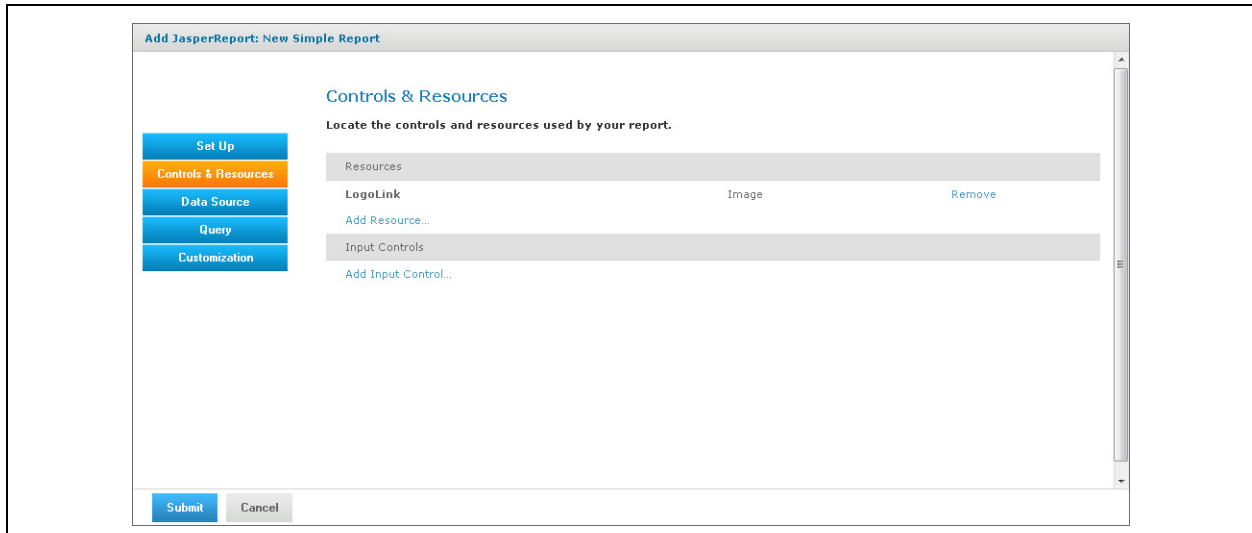 Add JasperReport: New Simple Report
Controls & Resources
Locate the controls and resources used by your report.
Set Up
Controls & Resources
Data Source
Query
Customization
Resources
LogoLink Image Remove
Add Resource...
Input Controls
Add Input Control...
Submit Cancel